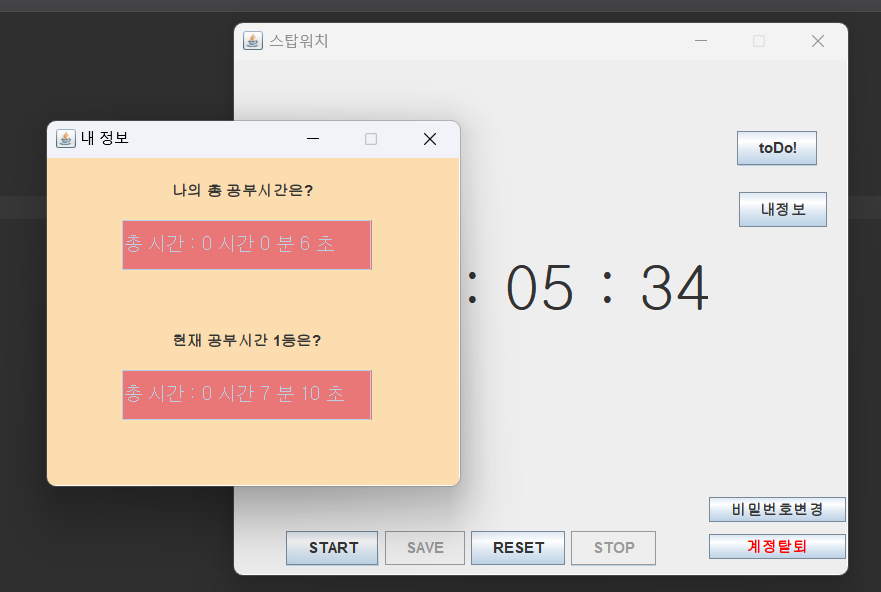 스탑워치
toDo!
내정보
: 05 : 34
비밀번호변경
계정탈퇴
START SAVE RESET STOP
내 정보
나의 총 공부시간은?
총 시간 : 0 시간 0 분 6 초
현재 공부시간 1등은?
총 시간 : 0 시간 7 분 10 초